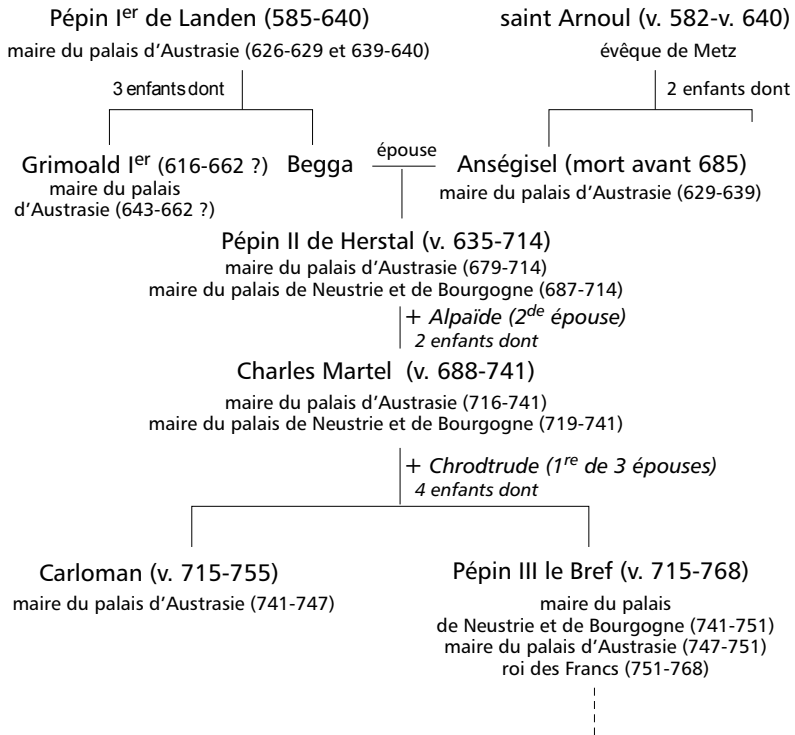 Pépin Ier de Landen (585-640)
maire du palais d'Austrasie (626-629 et 639-640)
saint Arnoul (v. 582-v. 640)
évêque de Metz
3 enfants dont
2 enfants dont
Grimoald Ier (616-662 ?)
maire du palais
d'Austrasie (643-662 ?)
Begga
épouse
Anségisel (mort avant 685)
maire du palais d'Austrasie (629-639)
Pépin II de Herstal (v. 635-714)
maire du palais d'Austrasie (679-714)
maire du palais de Neustrie et de Bourgogne (687-714)
+ Alpaïde (2de épouse)
2 enfants dont
Charles Martel (v. 688-741)
maire du palais d'Austrasie (716-741)
maire du palais de Neustrie et de Bourgogne (719-741)
+ Chrodtrude (1re de 3 épouses)
4 enfants dont
Carloman (v. 715-755)
maire du palais d'Austrasie (741-747)
Pépin III le Bref (v. 715-768)
maire du palais
de Neustrie et de Bourgogne (741-751)
maire du palais d'Austrasie (747-751)
roi des Francs (751-768)